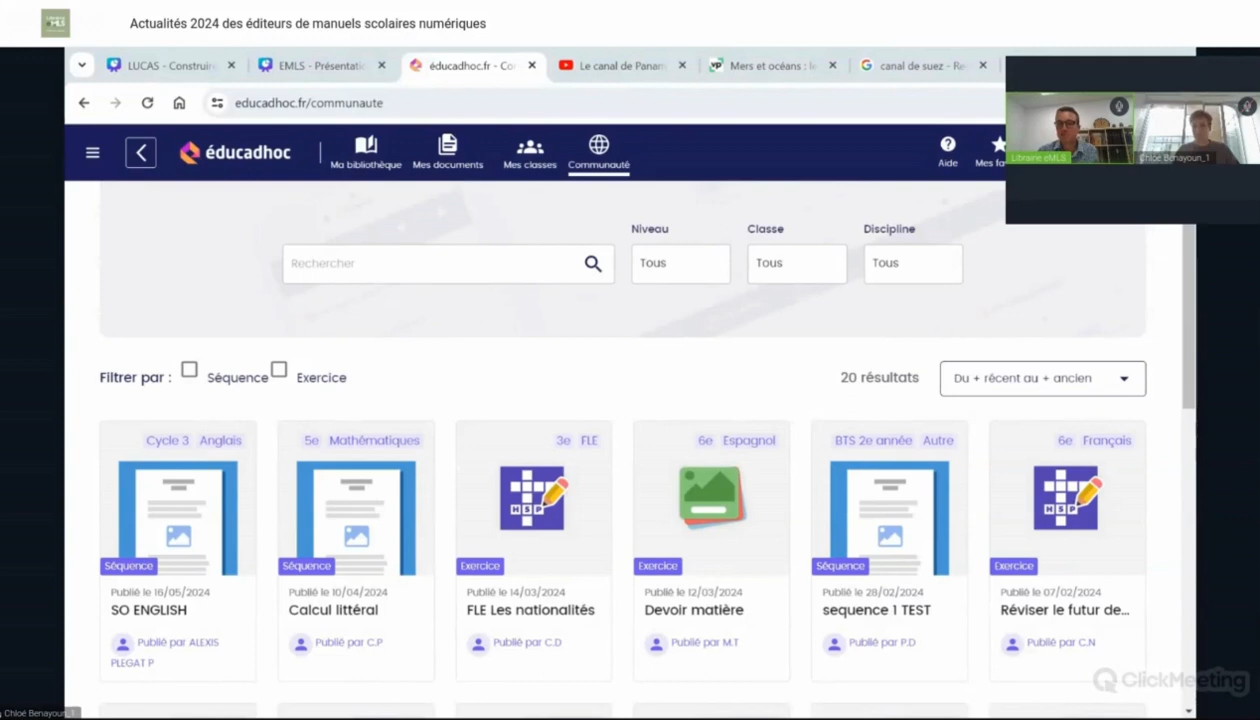 Actualités 2024 des éditeurs de manuels scolaires numériques
LUCAS - Construire
EMLS - Présentatio
éducadhoc.fr - Co
Le canal de Panam
Mers et océans : le
canal de suez - Re
educadhoc.fr/communaute
éducadhoc
Ma bibliothèque
Mes documents
Mes classes
Communauté
Aide
Mes fa
Librairie eMLS
Chloé Benayoun_1
Niveau
Classe
Discipline
Rechercher
Tous
Tous
Tous
Filtrer par :
Séquence
Exercice
20 résultats
Du + récent au + ancien
Cycle 3 Anglais
Séquence
Publié le 16/05/2024
SO ENGLISH
Publié par ALEXIS
PLEGAT P
5e Mathématiques
Séquence
Publié le 10/04/2024
Calcul littéral
Publié par C.P
3e FLE
Exercice
Publié le 14/03/2024
FLE Les nationalités
Publié par C.D
6e Espagnol
Exercice
Publié le 12/03/2024
Devoir matière
Publié par M.T
BTS 2e année Autre
Séquence
Publié le 28/02/2024
sequence 1 TEST
Publié par P.D
6e Français
Exercice
Publié le 07/02/2024
Réviser le futur de...
Publié par C.N
ClickMeeting
Chloé Benayoun_1